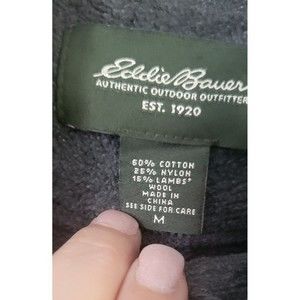 Eddie Bauer
AUTHENTIC OUTDOOR OUTFITTER
EST. 1920
60% COTTON
25% NYLON
15% LAMBS'
WOOL
MADE IN
CHINA
SEE SIDE FOR CARE
M